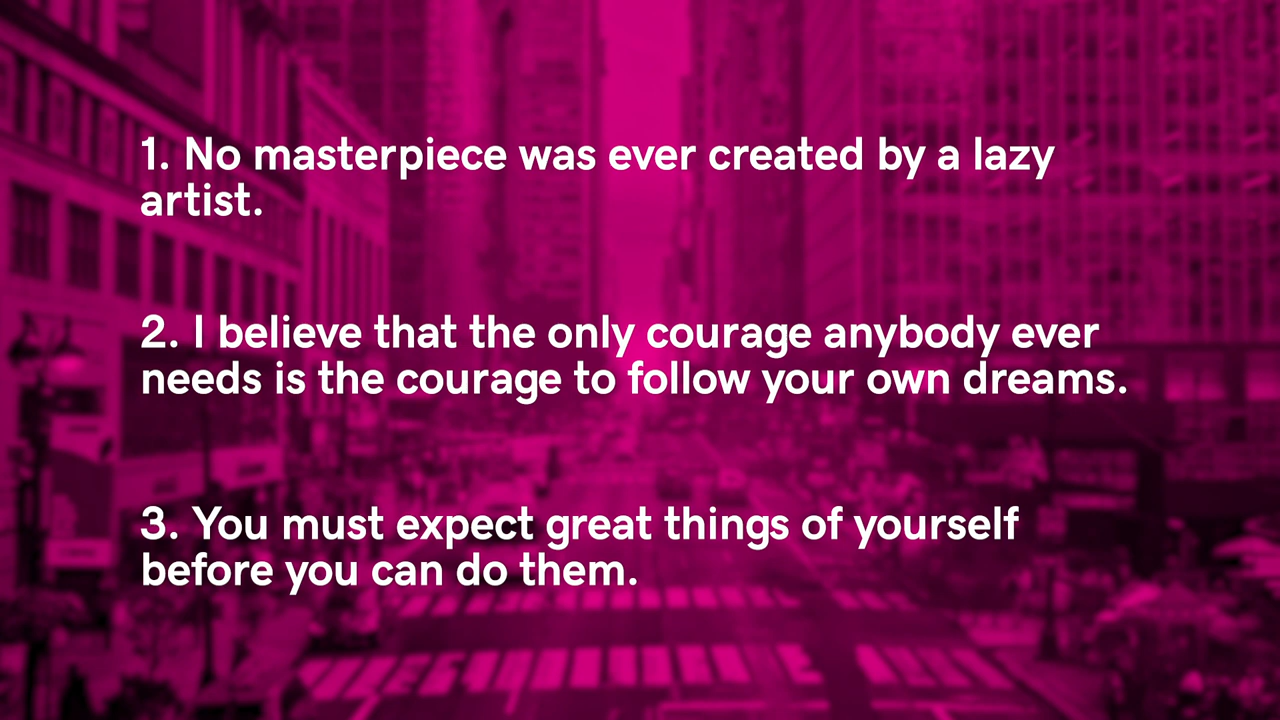 1. No masterpiece was ever created by a lazy
artist.
2. I believe that the only courage anybody ever
needs is the courage to follow your own dreams.
3. You must expect great things of yourself
before you can do them.